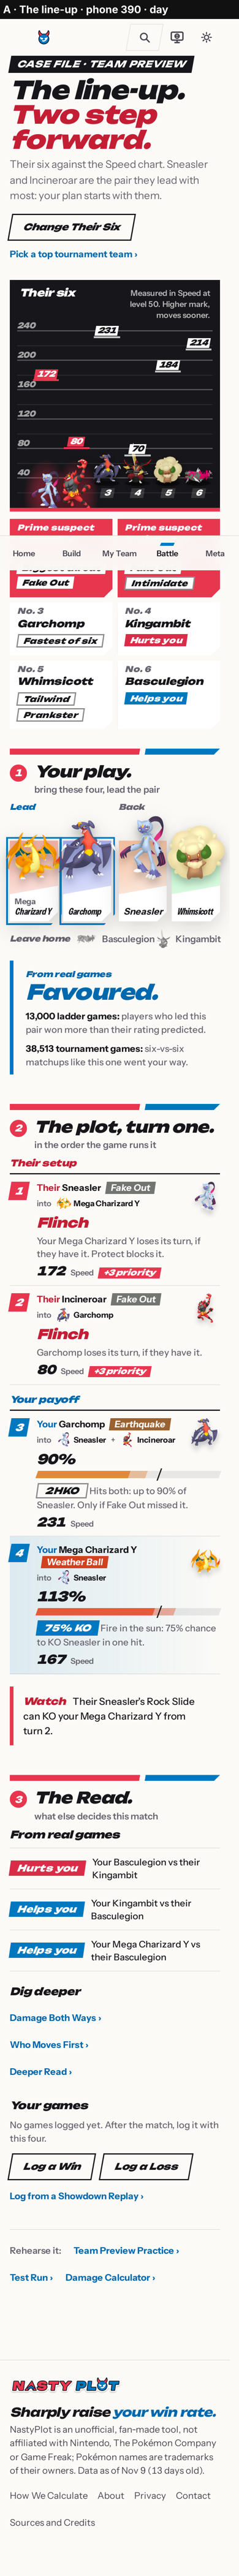 A · The line-up · phone 390 · day
CASE FILE · TEAM PREVIEW
The line-up.
Two step
forward.
Their six against the Speed chart. Sneasler
and Incineroar are the pair they lead with
most: your plan starts with them.
Change Their Six
Pick a top tournament team ›
Their six
Measured in Speed at
level 50. Higher mark,
moves sooner.
240
231
214
200
184
172
160
120
80
80
70
40
3
4
5
6
Prime suspect
Prime suspect
Home
Build
My Team
Battle
Meta
Fake Out
Intimidate
No. 3
Garchomp
Fastest of six
No. 4
Kingambit
Hurts you
No. 5
Whimsicott
Tailwind
Prankster
No. 6
Basculegion
Helps you
1
Your play.
bring these four, lead the pair
Lead
Back
Mega
Charizard Y
Garchomp
Sneasler
Whimsicott
Leave home
Basculegion
Kingambit
From real games
Favoured.
13,000 ladder games: players who led this
pair won more than their rating predicted.
38,513 tournament games: six-vs-six
matchups like this one went your way.
2
The plot, turn one.
in the order the game runs it
Their setup
1
Their Sneasler Fake Out
into Mega Charizard Y
Flinch
Your Mega Charizard Y loses its turn, if
they have it. Protect blocks it.
172 Speed +3 priority
2
Their Incineroar Fake Out
into Garchomp
Flinch
Garchomp loses its turn, if they have it.
80 Speed +3 priority
Your payoff
3
Your Garchomp Earthquake
into Sneasler + Incineroar
90%
2HKO Hits both: up to 90% of
Sneasler. Only if Fake Out missed it.
231 Speed
4
Your Mega Charizard Y
Weather Ball
into Sneasler
113%
75% KO Fire in the sun: 75% chance
to KO Sneasler in one hit.
167 Speed
Watch Their Sneasler's Rock Slide
can KO your Mega Charizard Y from
turn 2.
3
The Read.
what else decides this match
From real games
Hurts you
Your Basculegion vs their
Kingambit
Helps you
Your Kingambit vs their
Basculegion
Helps you
Your Mega Charizard Y vs
their Basculegion
Dig deeper
Damage Both Ways ›
Who Moves First ›
Deeper Read ›
Your games
No games logged yet. After the match, log it with
this four.
Log a Win
Log a Loss
Log from a Showdown Replay ›
Rehearse it:
Team Preview Practice ›
Test Run ›
Damage Calculator ›
NASTY PLOT
Sharply raise your win rate.
NastyPlot is an unofficial, fan-made tool, not
affiliated with Nintendo, The Pokémon Company
or Game Freak; Pokémon names are trademarks
of their owners. Data as of Nov 9 (13 days old).
How We Calculate
About
Privacy
Contact
Sources and Credits